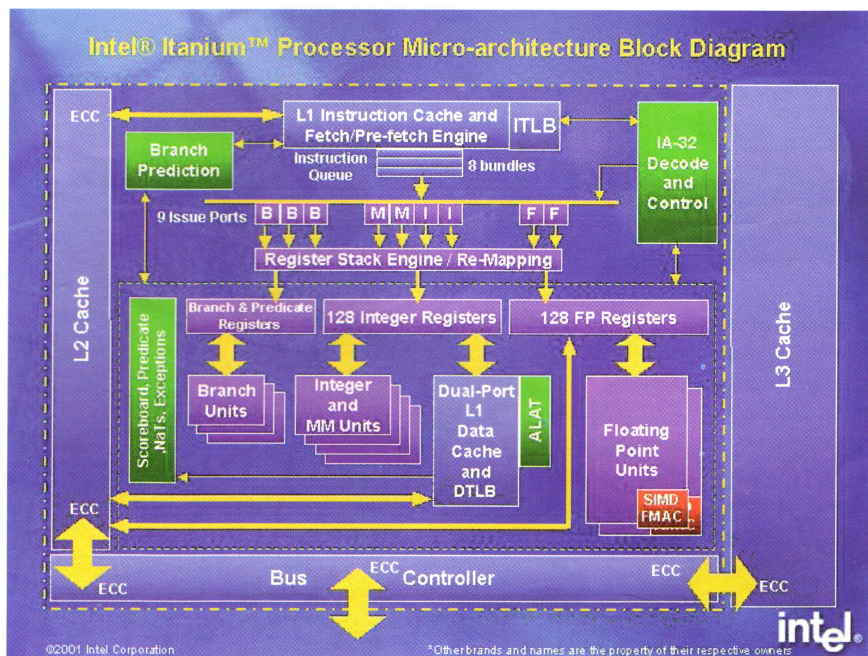 Intel® Itanium™ Processor Micro-architecture Block Diagram
ECC
L1 Instruction Cache and
Fetch/Pre-fetch Engine
ITLB
IA-32
Decode
and
Control
Branch
Prediction
Instruction
Queue
8 bundles
9 Issue Ports
B B B
M M I I
F F
Register Stack Engine / Re-Mapping
L2 Cache
L3 Cache
Branch & Predicate
Registers
128 Integer Registers
128 FP Registers
Scoreboard, Predicate
,NaTs, Exceptions
Branch
Units
Integer
and
MM Units
Dual-Port
L1
Data
Cache
and
DTLB
ALAT
Floating
Point
Units
SIMD
FMAC
ECC
ECC
Bus Controller
ECC
ECC
ECC
intel®
©2001 Intel Corporation
*Other brands and names are the property of their respective owners